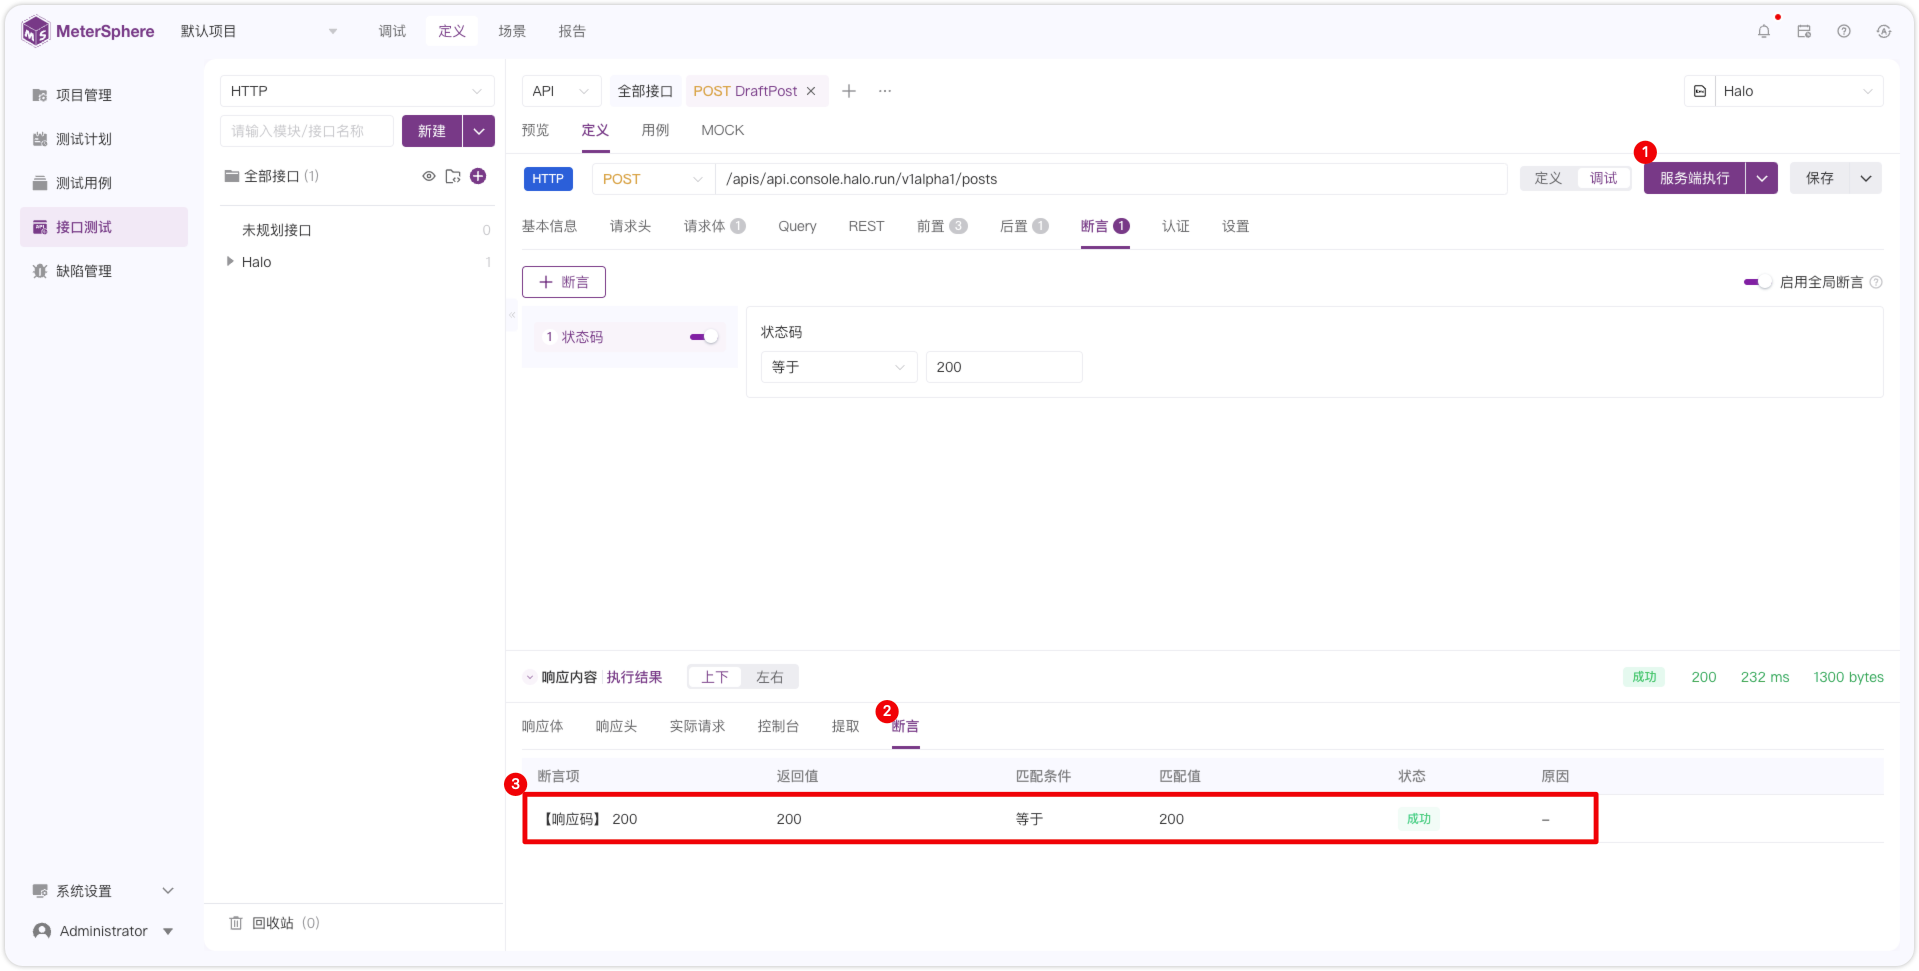 MeterSphere
默认项目
调试
定义
场景
报告
项目管理
测试计划
测试用例
接口测试
缺陷管理
系统设置
Administrator
HTTP
请输入模块/接口名称
新建
全部接口 (1)
未规划接口 0
Halo 1
回收站 (0)
API
全部接口
POST DraftPost
Halo
预览
定义
用例
MOCK
HTTP
POST
/apis/api.console.halo.run/v1alpha1/posts
定义
调试
1
服务端执行
保存
基本信息
请求头
请求体 1
Query
REST
前置 3
后置 1
断言 1
认证
设置
断言
启用全局断言
1 状态码
状态码
等于
200
响应内容
执行结果
上下
左右
成功
200
232 ms
1300 bytes
响应体
响应头
实际请求
控制台
提取
2
断言
3
断言项 返回值 匹配条件 匹配值 状态 原因
【响应码】 200 200 等于 200 成功 –